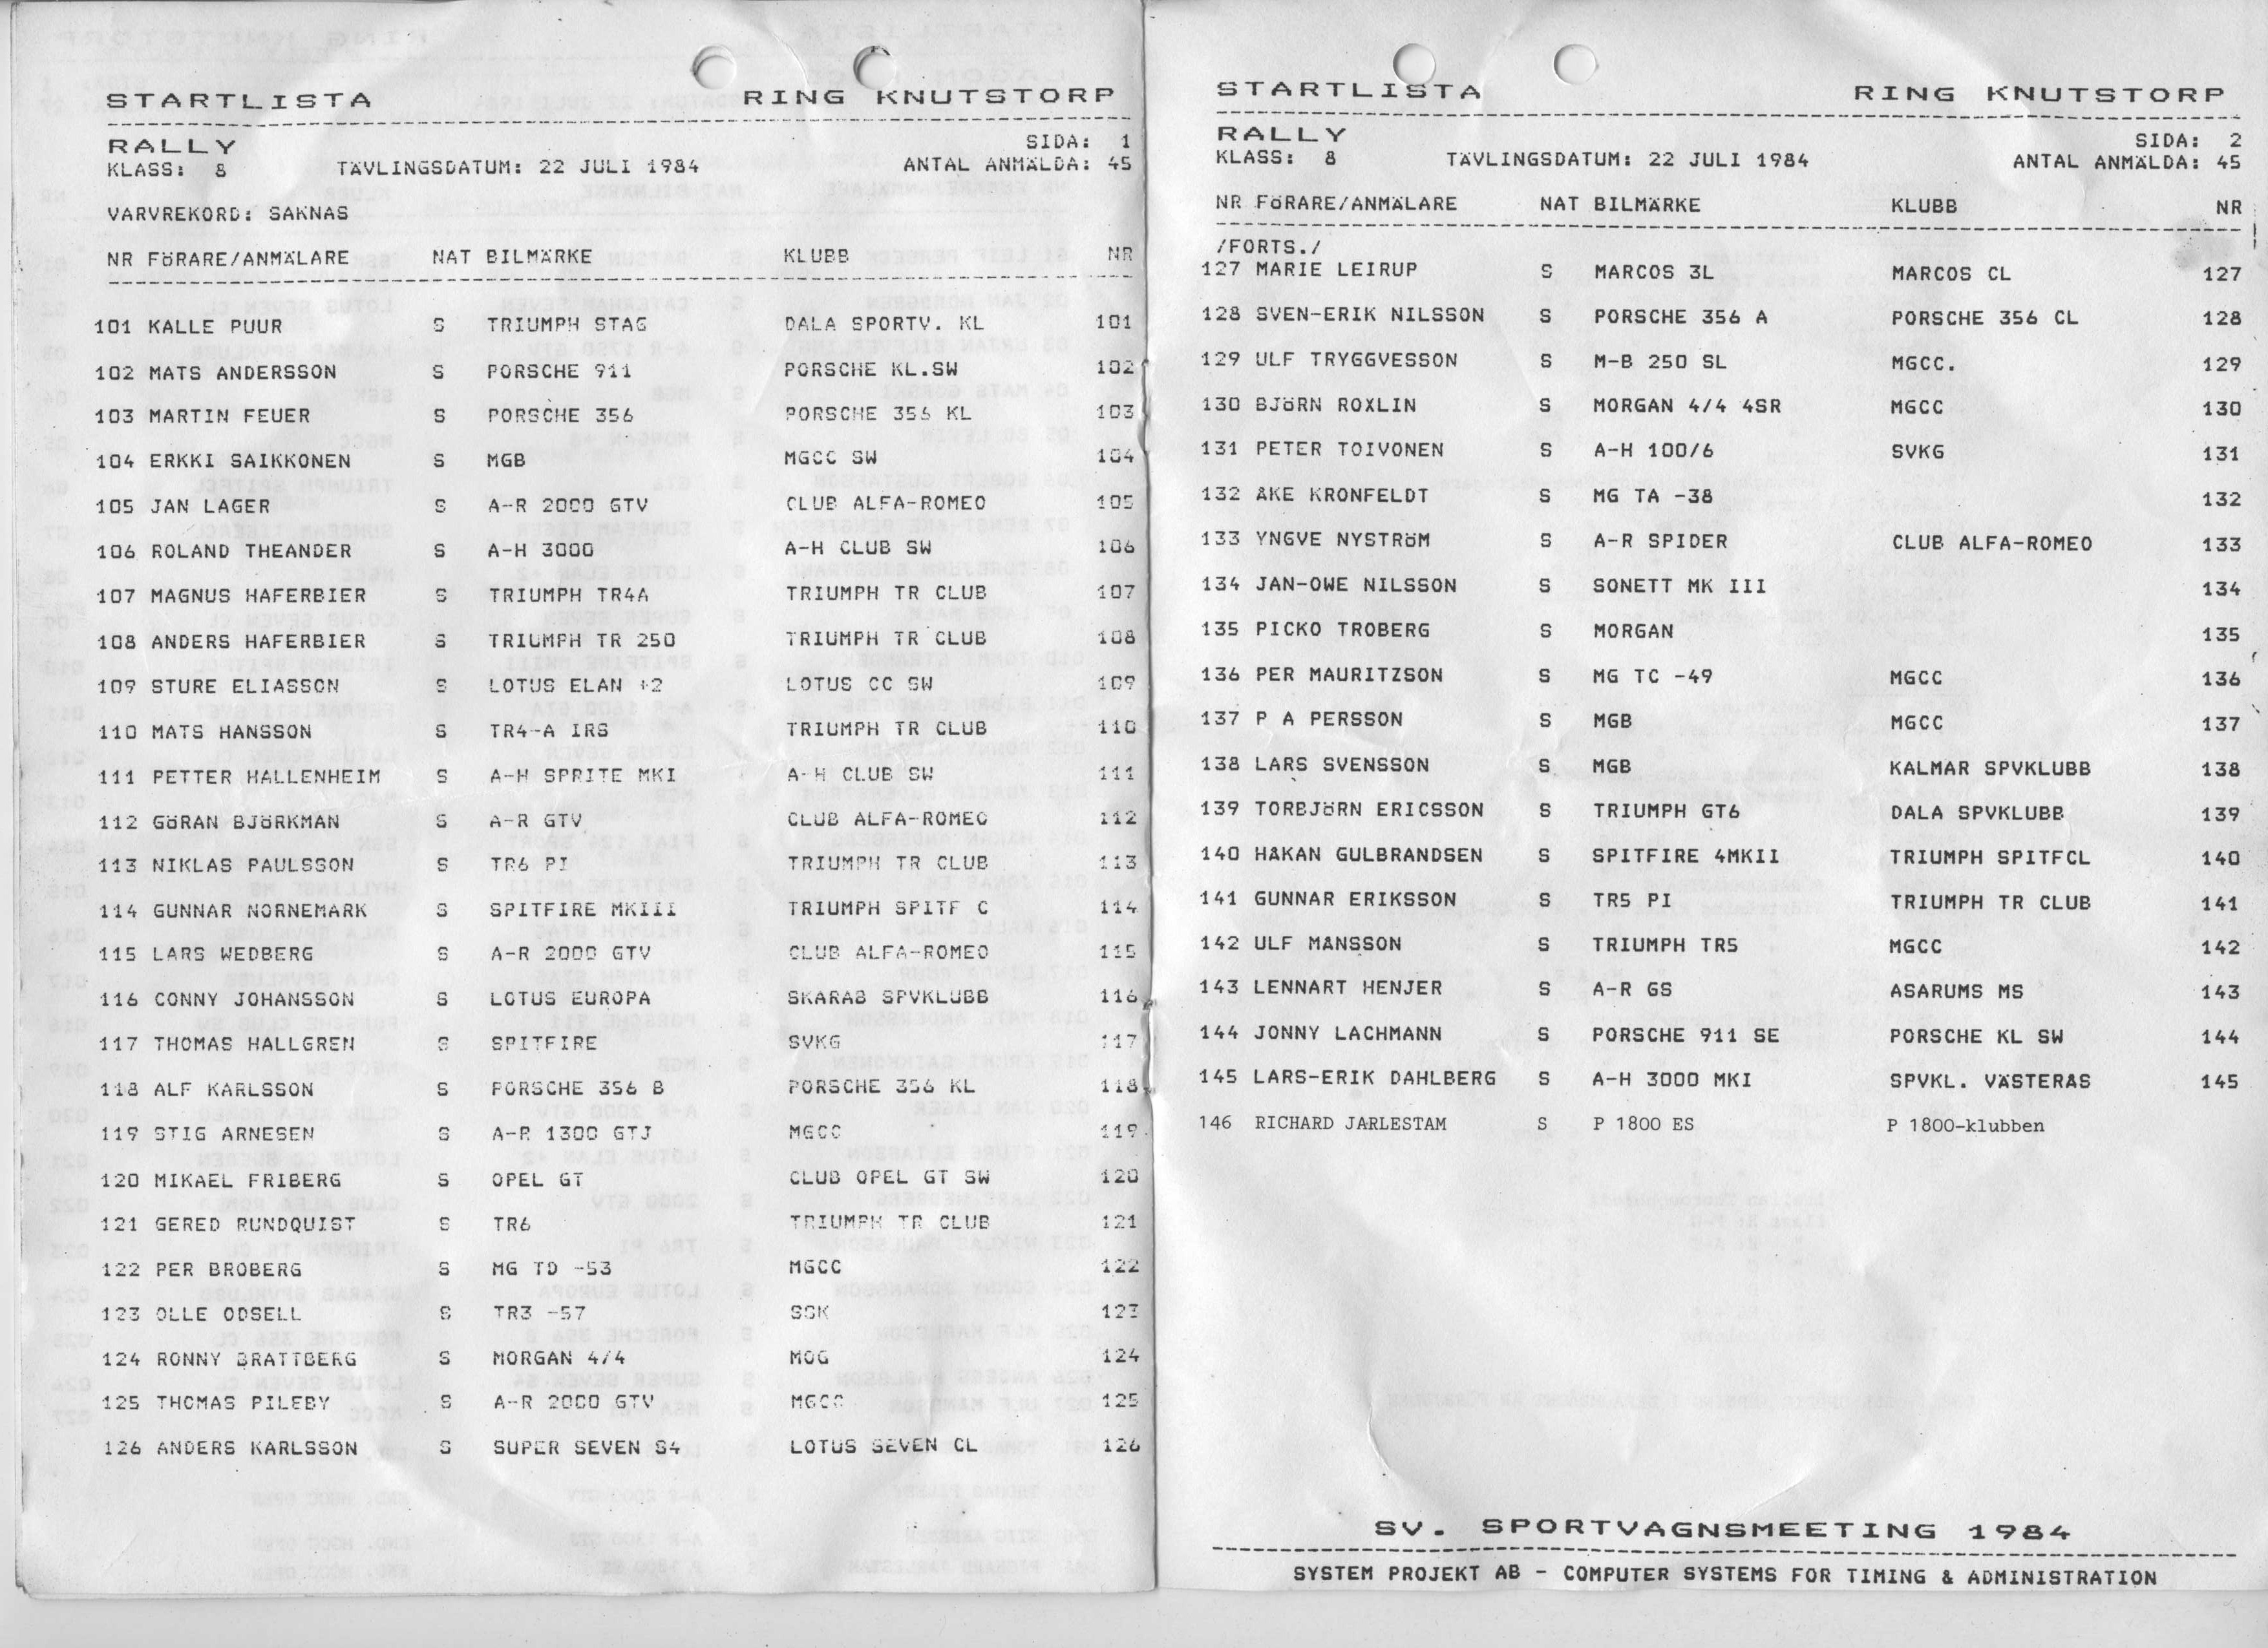 STARTLISTA RING KNUTSTORP
RALLY SIDA: 1
KLASS: 8 TÄVLINGSDATUM: 22 JULI 1984 ANTAL ANMÄLDA: 45
VARVREKORD: SAKNAS
NR FÖRARE/ANMÄLARE NAT BILMÄRKE KLUBB NR
101 KALLE PUUR S TRIUMPH STAG DALA SPORTV. KL 101
102 MATS ANDERSSON S PORSCHE 911 PORSCHE KL.SW 102
103 MARTIN FEUER S PORSCHE 356 PORSCHE 356 KL 103
104 ERKKI SAIKKONEN S MGB MGCC SW 104
105 JAN LAGER S A-R 2000 GTV CLUB ALFA-ROMEO 105
106 ROLAND THEANDER S A-H 3000 A-H CLUB SW 106
107 MAGNUS HAFERBIER S TRIUMPH TR4A TRIUMPH TR CLUB 107
108 ANDERS HAFERBIER S TRIUMPH TR 250 TRIUMPH TR CLUB 108
109 STURE ELIASSON S LOTUS ELAN +2 LOTUS CC SW 109
110 MATS HANSSON S TR4-A IRS TRIUMPH TR CLUB 110
111 PETTER HALLENHEIM S A-H SPRITE MKI A-H CLUB SW 111
112 GÖRAN BJÖRKMAN S A-R GTV CLUB ALFA-ROMEO 112
113 NIKLAS PAULSSON S TR6 PI TRIUMPH TR CLUB 113
114 GUNNAR NORNEMARK S SPITFIRE MKIII TRIUMPH SPITF C 114
115 LARS WEDBERG S A-R 2000 GTV CLUB ALFA-ROMEO 115
116 CONNY JOHANSSON S LOTUS EUROPA SKARAB SPVKLUBB 116
117 THOMAS HALLGREN S SPITFIRE SVKG 117
118 ALF KARLSSON S PORSCHE 356 B PORSCHE 356 KL 118
119 STIG ARNESEN S A-R 1300 GTJ MGCC 119
120 MIKAEL FRIBERG S OPEL GT CLUB OPEL GT SW 120
121 GERED RUNDQUIST S TR6 TRIUMPH TR CLUB 121
122 PER BROBERG S MG TD -53 MGCC 122
123 OLLE ODSELL S TR3 -57 SSK 123
124 RONNY BRATTBERG S MORGAN 4/4 MOG 124
125 THOMAS PILEBY S A-R 2000 GTV MGCC 125
126 ANDERS KARLSSON S SUPER SEVEN S4 LOTUS SEVEN CL 126
STARTLISTA RING KNUTSTORP
RALLY SIDA: 2
KLASS: 8 TÄVLINGSDATUM: 22 JULI 1984 ANTAL ANMÄLDA: 45
NR FÖRARE/ANMÄLARE NAT BILMÄRKE KLUBB NR
/FORTS./
127 MARIE LEIRUP S MARCOS 3L MARCOS CL 127
128 SVEN-ERIK NILSSON S PORSCHE 356 A PORSCHE 356 CL 128
129 ULF TRYGGVESSON S M-B 250 SL MGCC. 129
130 BJÖRN ROXLIN S MORGAN 4/4 4SR MGCC 130
131 PETER TOIVONEN S A-H 100/6 SVKG 131
132 ÅKE KRONFELDT S MG TA -38 132
133 YNGVE NYSTRÖM S A-R SPIDER CLUB ALFA-ROMEO 133
134 JAN-OWE NILSSON S SONETT MK III 134
135 PICKO TROBERG S MORGAN 135
136 PER MAURITZSON S MG TC -49 MGCC 136
137 P A PERSSON S MGB MGCC 137
138 LARS SVENSSON S MGB KALMAR SPVKLUBB 138
139 TORBJÖRN ERICSSON S TRIUMPH GT6 DALA SPVKLUBB 139
140 HÅKAN GULBRANDSEN S SPITFIRE 4MKII TRIUMPH SPITFCL 140
141 GUNNAR ERIKSSON S TR5 PI TRIUMPH TR CLUB 141
142 ULF MÅNSSON S TRIUMPH TR5 MGCC 142
143 LENNART HENJER S A-R GS ASARUMS MS 143
144 JONNY LACHMANN S PORSCHE 911 SE PORSCHE KL SW 144
145 LARS-ERIK DAHLBERG S A-H 3000 MKI SPVKL. VÄSTERÅS 145
146 RICHARD JARLESTAM S P 1800 ES P 1800-klubben
SV. SPORTVAGNSMEETING 1984
SYSTEM PROJEKT AB - COMPUTER SYSTEMS FOR TIMING & ADMINISTRATION